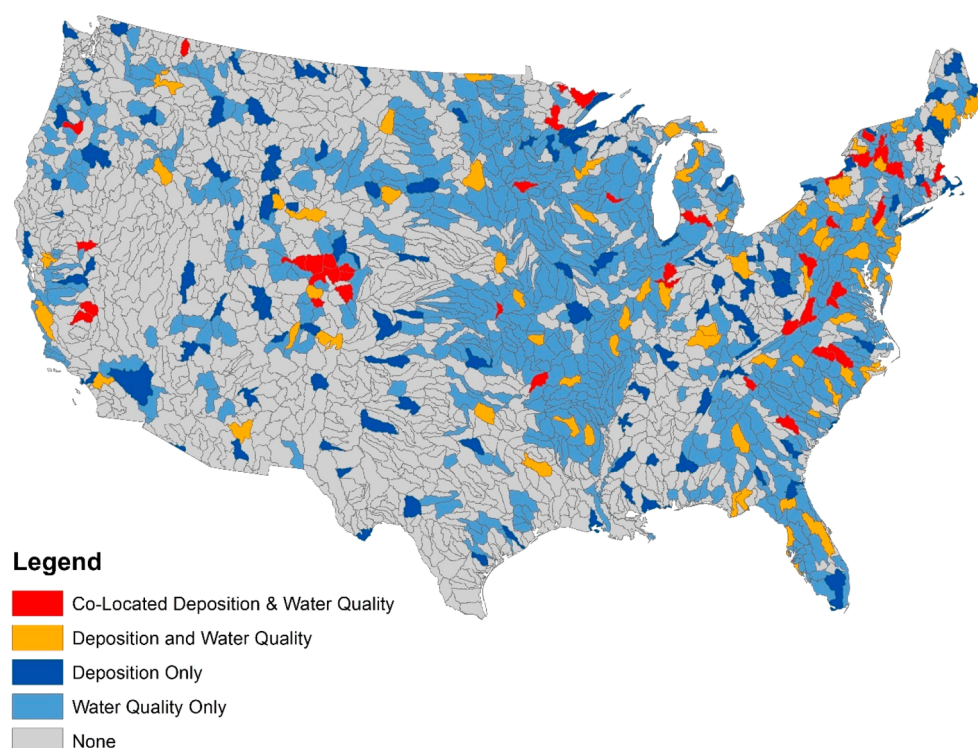 Legend
Co-Located Deposition & Water Quality
Deposition and Water Quality
Deposition Only
Water Quality Only
None